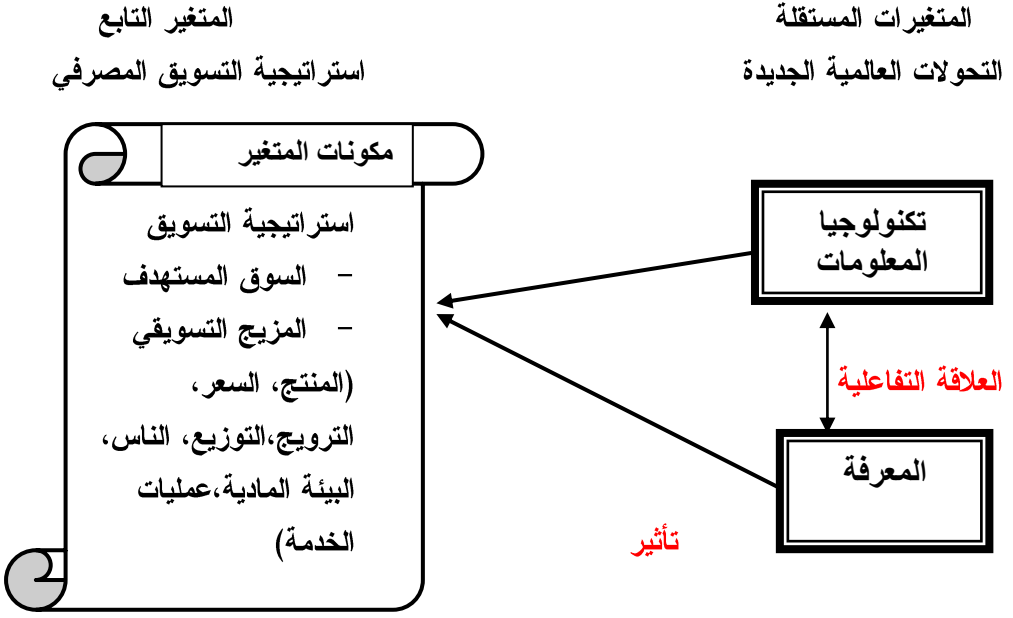 المتغيرات المستقلة
التحولات العالمية الجديدة
المتغير التابع
استراتيجية التسويق المصرفي
تكنولوجيا
المعلومات
العلاقة التفاعلية
المعرفة
تأثير
مكونات المتغير
استراتيجية التسويق
- السوق المستهدف
- المزيج التسويقي
(المنتج، السعر،
الترويج،التوزيع، الناس،
البيئة المادية،عمليات
الخدمة)